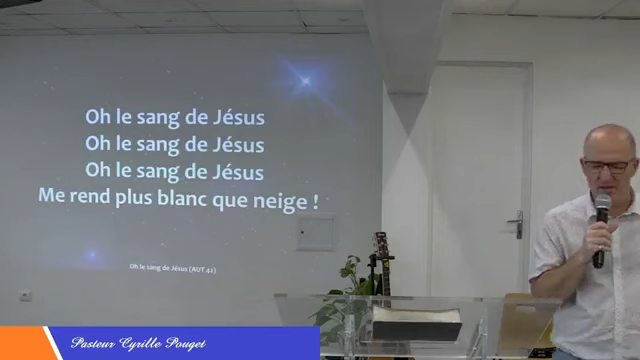 Oh le sang de Jésus
Oh le sang de Jésus
Oh le sang de Jésus
Me rend plus blanc que neige !
Oh le sang de Jésus (AUT 42)
Pasteur Cyrille Pouget